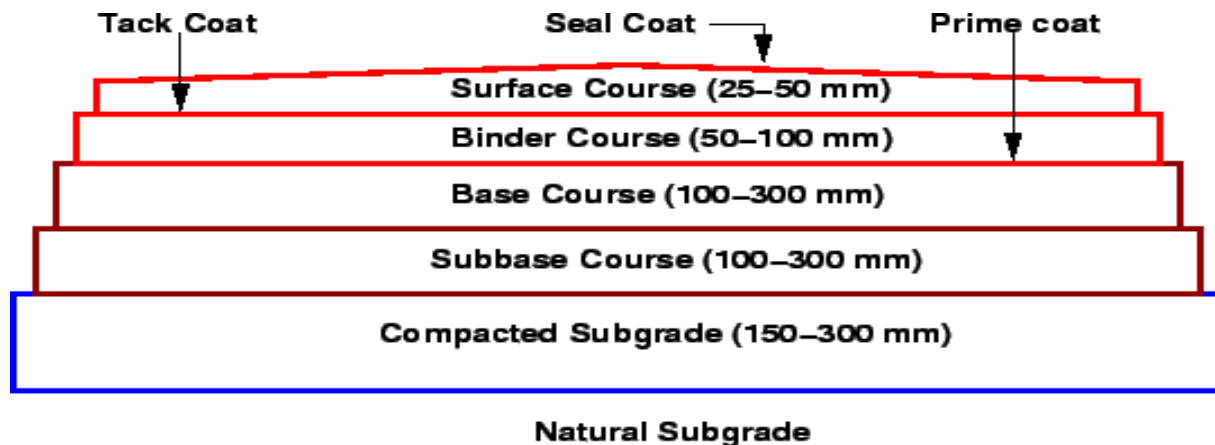 Tack Coat
Seal Coat
Prime coat
Surface Course (25–50 mm)
Binder Course (50–100 mm)
Base Course (100–300 mm)
Subbase Course (100–300 mm)
Compacted Subgrade (150–300 mm)
Natural Subgrade